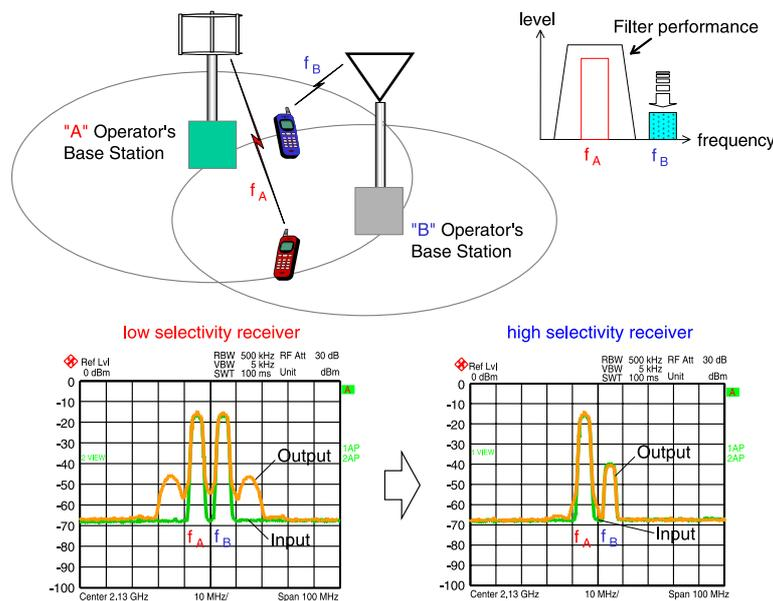 level
Filter performance
f B
"A" Operator's
Base Station
f A
"B" Operator's
Base Station
frequency
f A
f B
low selectivity receiver
Ref Lvl
0 dBm
RBW 500 kHz RF Att 30 dB
VBW 5 kHz
SWT 100 ms Unit dBm
0
-10
-20
-30
-40
-50
-60
-70
-80
-90
-100
A
2 VIEW
1AP
2AP
Output
Input
f A
f B
Center 2,13 GHz 10 MHz/ Span 100 MHz
high selectivity receiver
Ref Lvl
0 dBm
RBW 500 kHz RF Att 30 dB
VBW 5 kHz
SWT 100 ms Unit dBm
0
-10
-20
-30
-40
-50
-60
-70
-80
-90
-100
A
1 VIEW
1AP
2AP
Output
Input
f A
f B
Center 2,13 GHz 10 MHz/ Span 100 MHz